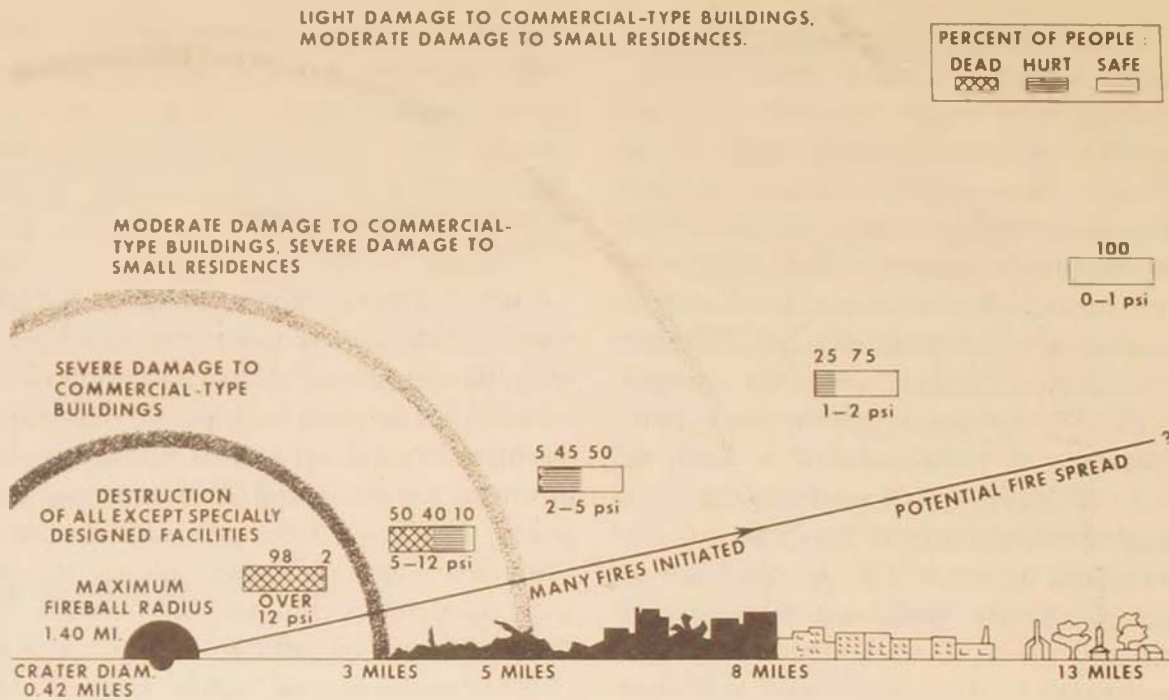 LIGHT DAMAGE TO COMMERCIAL-TYPE BUILDINGS,
MODERATE DAMAGE TO SMALL RESIDENCES.
PERCENT OF PEOPLE :
DEAD HURT SAFE
MODERATE DAMAGE TO COMMERCIAL-
TYPE BUILDINGS, SEVERE DAMAGE TO
SMALL RESIDENCES
100
0–1 psi
SEVERE DAMAGE TO
COMMERCIAL-TYPE
BUILDINGS
25 75
1–2 psi
5 45 50
2–5 psi
DESTRUCTION
OF ALL EXCEPT SPECIALLY
DESIGNED FACILITIES
50 40 10
5–12 psi
98 2
OVER
12 psi
MAXIMUM
FIREBALL RADIUS
1.40 MI.
MANY FIRES INITIATED
POTENTIAL FIRE SPREAD
?
CRATER DIAM.
0.42 MILES
3 MILES
5 MILES
8 MILES
13 MILES